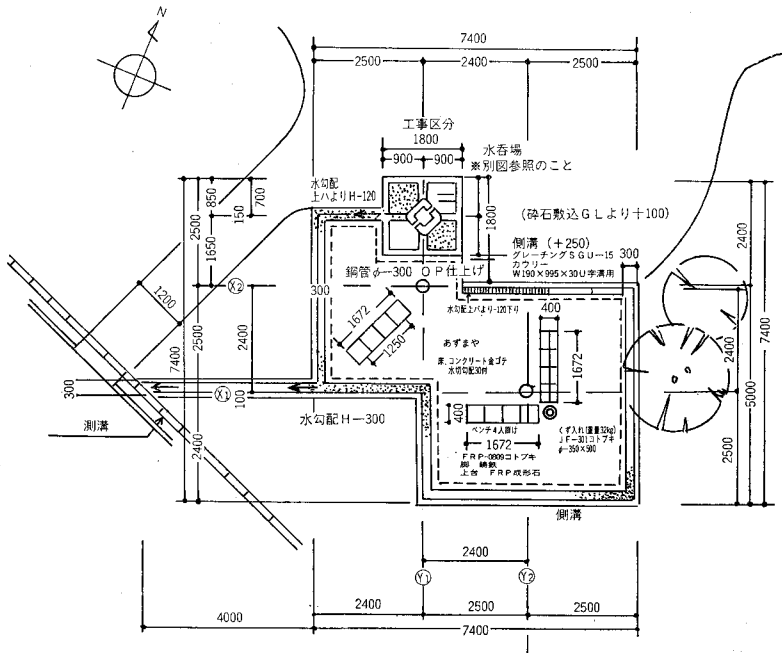 N
7400
2500 2400 2500
工事区分
1800
900 900
水呑場
※別図参照のこと
水勾配
上ハよりH-120
850
150
700
2500
1650
1800
(砕石敷込GLより十100)
側溝 (+250)
グレーチングSGU-15
カウリー
W190×995×30U字溝用
300
2400
鋼管φ-300 OP仕上げ
X2
300
水勾配上バより-120下り
1200
1672
1250
400
あずまや
床、コンクリート金ゴテ
水切勾配30付
1672
2500
2400
7400
2400
5000
7400
300
X1
100
水勾配H-300
400
ベンチ4人掛け
1672
FRP-0809コトブキ
脚 鋳鉄
上台 FRP成形石
くず入れ(重量32kg)
JF-301コトブキ
φ-350×500
2500
測溝
2400
側溝
2400
Y1
Y2
2400 2500 2500
4000
7400